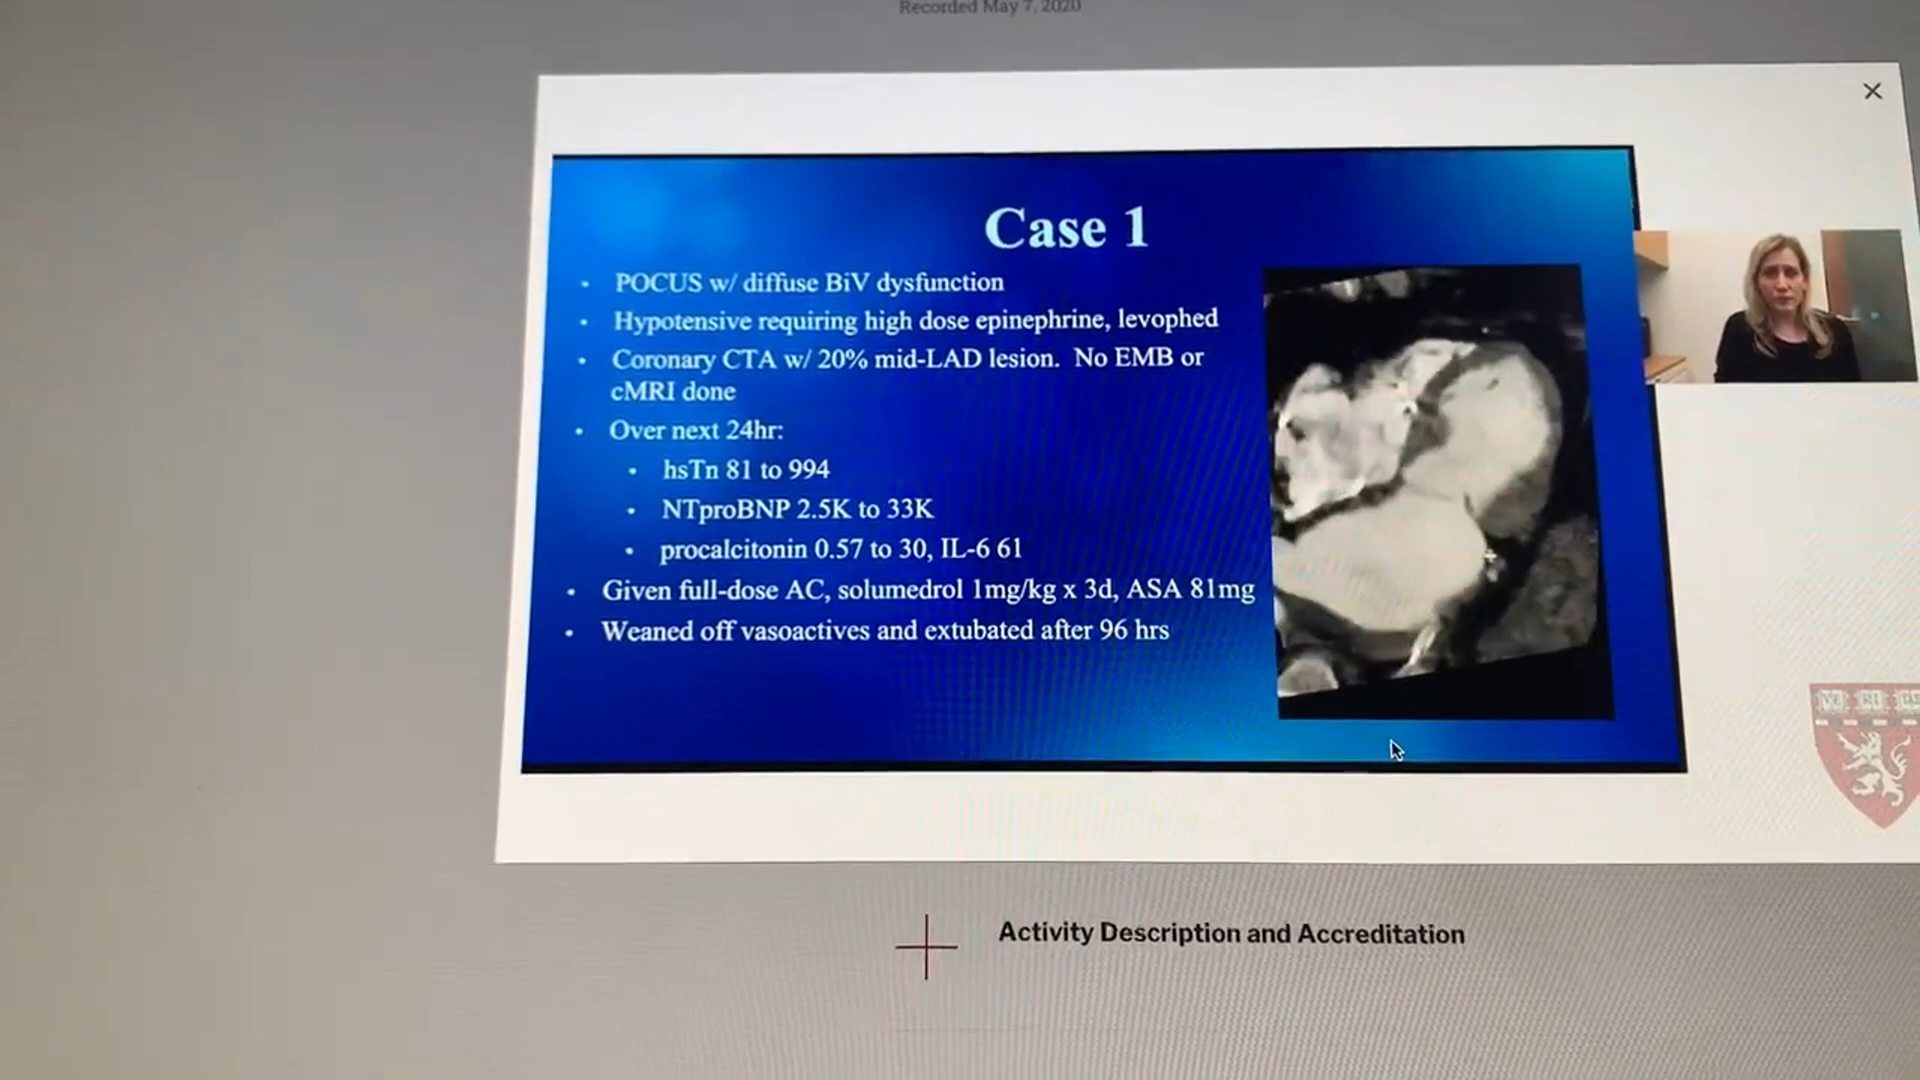 Recorded May 7, 2020
Case 1
• POCUS w/ diffuse BiV dysfunction
• Hypotensive requiring high dose epinephrine, levophed
• Coronary CTA w/ 20% mid-LAD lesion. No EMB or
cMRI done
• Over next 24hr:
• hsTn 81 to 994
• NTproBNP 2.5K to 33K
• procalcitonin 0.57 to 30, IL-6 61
• Given full-dose AC, solumedrol 1mg/kg x 3d, ASA 81mg
• Weaned off vasoactives and extubated after 96 hrs
Activity Description and Accreditation